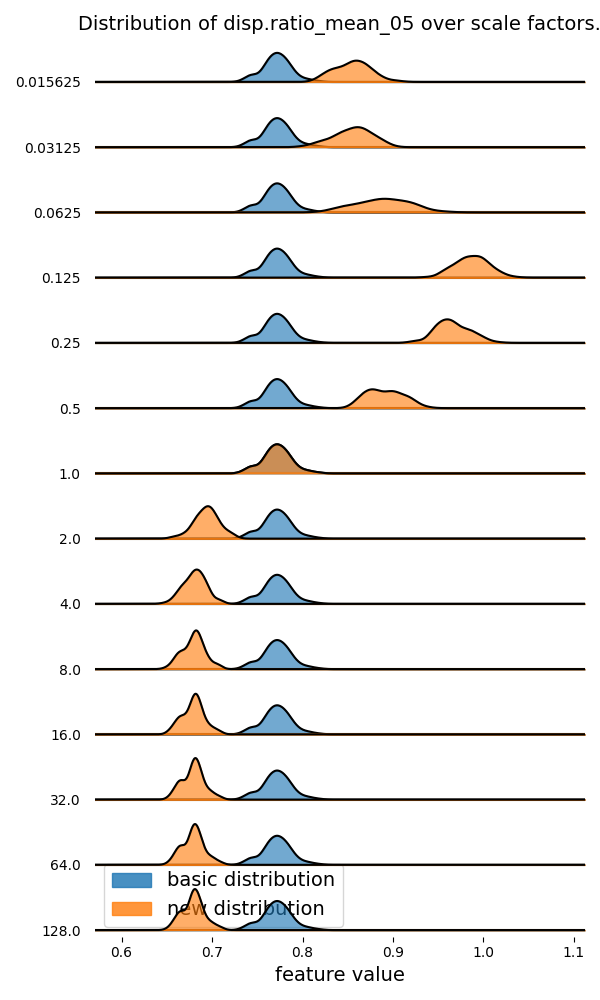 Distribution of disp.ratio_mean_05 over scale factors.
0.015625
0.03125
0.0625
0.125
0.25
0.5
1.0
2.0
4.0
8.0
16.0
32.0
64.0
128.0
basic distribution
new distribution
0.6 0.7 0.8 0.9 1.0 1.1
feature value